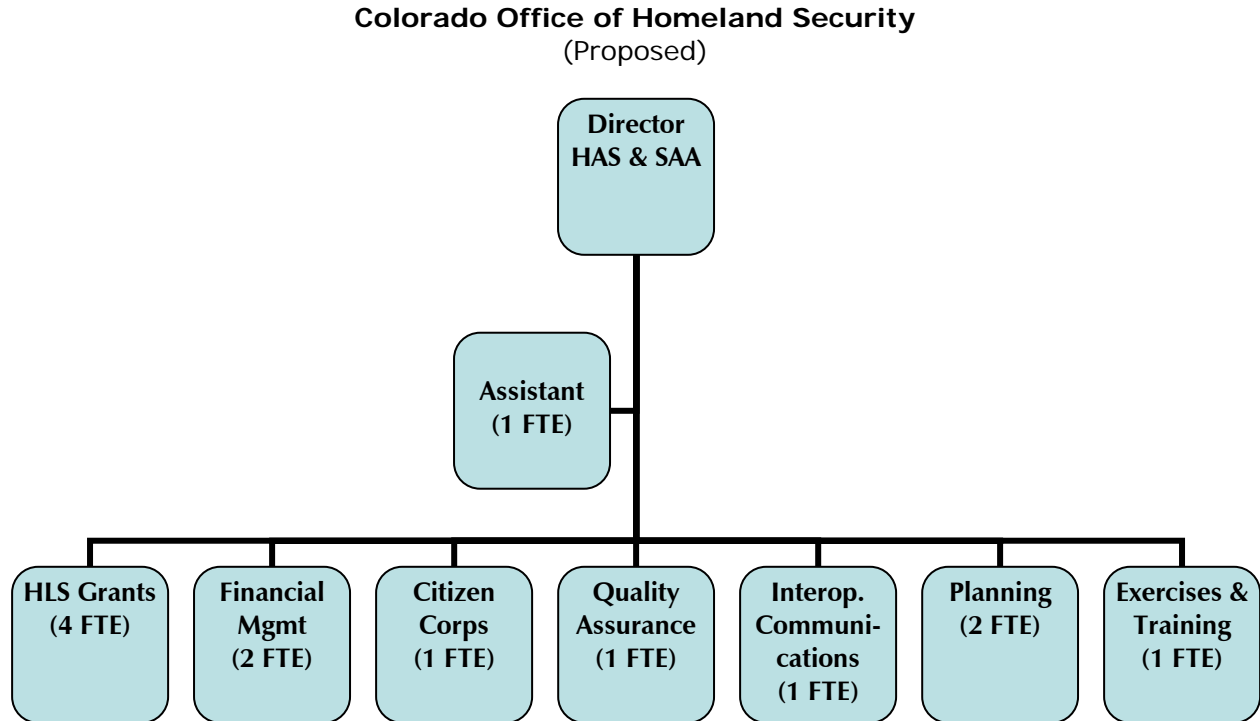 Colorado Office of Homeland Security
(Proposed)
Director
HAS & SAA
Assistant
(1 FTE)
HLS Grants
(4 FTE)
Financial
Mgmt
(2 FTE)
Citizen
Corps
(1 FTE)
Quality
Assurance
(1 FTE)
Interop.
Communi-
cations
(1 FTE)
Planning
(2 FTE)
Exercises &
Training
(1 FTE)